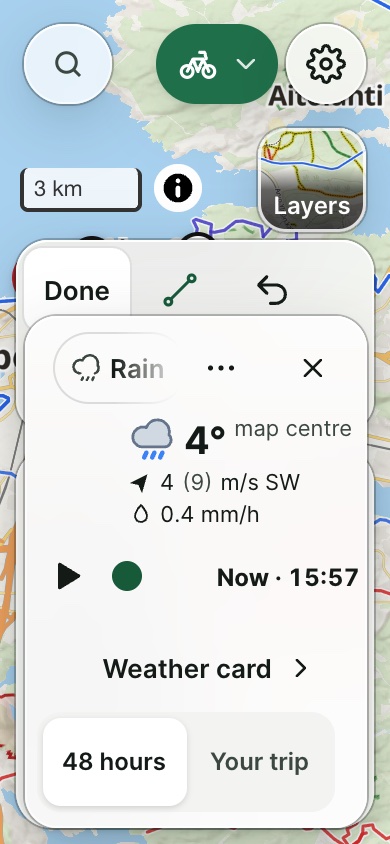 Layers
3 km
Done
Rain
4° map centre
4 (9) m/s SW
0.4 mm/h
Now · 15:57
Weather card
48 hours
Your trip